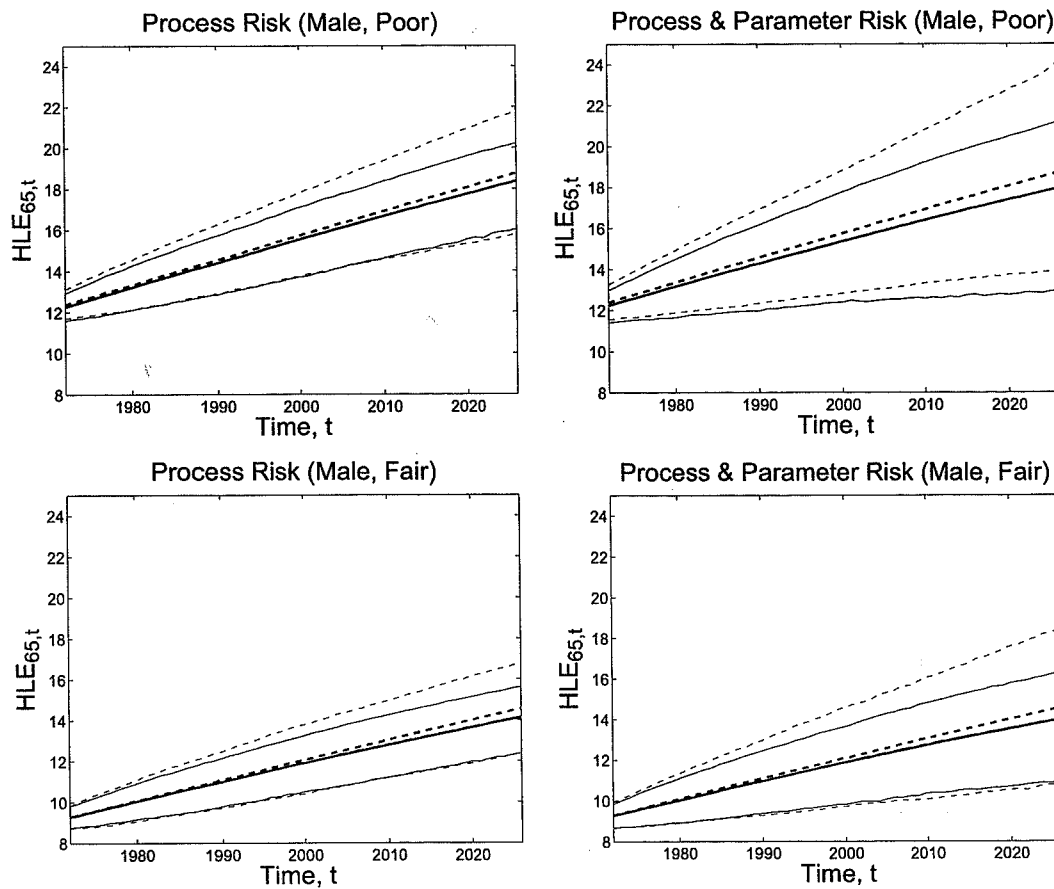 Process Risk (Male, Poor)
Process & Parameter Risk (Male, Poor)
24
22
20
18
16
14
12
10
8
HLE65,t
1980 1990 2000 2010 2020
Time, t
24
22
20
18
16
14
12
10
8
HLE65,t
1980 1990 2000 2010 2020
Time, t
Process Risk (Male, Fair)
Process & Parameter Risk (Male, Fair)
24
22
20
18
16
14
12
10
8
HLE65,t
1980 1990 2000 2010 2020
Time, t
24
22
20
18
16
14
12
10
8
HLE65,t
1980 1990 2000 2010 2020
Time, t